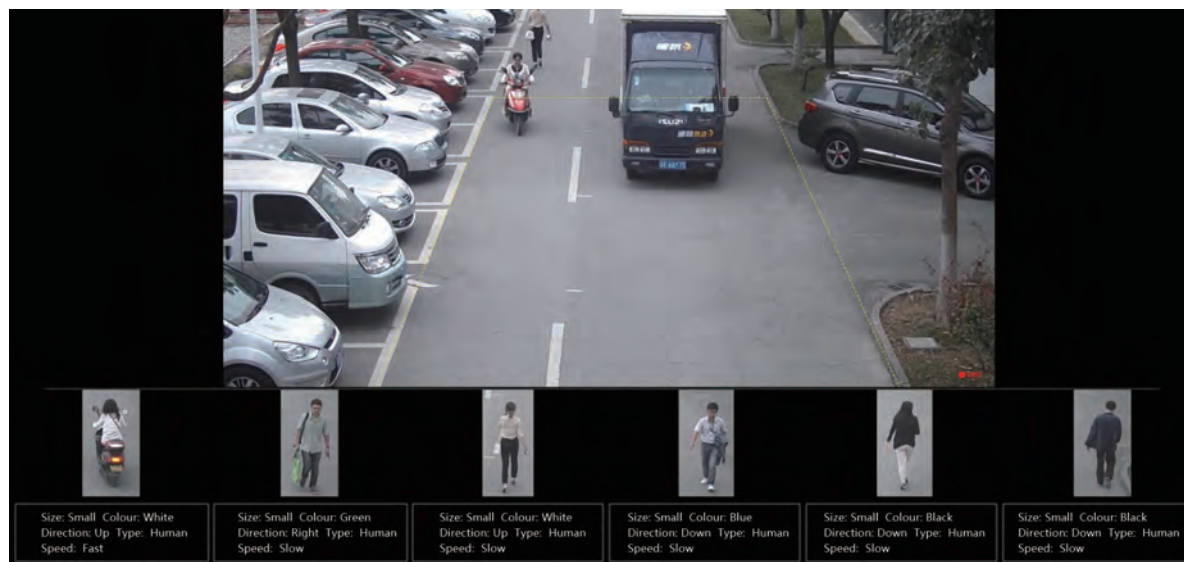 ISUZU
Size: Small Colour: White
Direction: Up Type: Human
Speed: Fast
Size: Small Colour: Green
Direction: Right Type: Human
Speed: Slow
Size: Small Colour: White
Direction: Up Type: Human
Speed: Slow
Size: Small Colour: Blue
Direction: Down Type: Human
Speed: Slow
Size: Small Colour: Black
Direction: Down Type: Human
Speed: Slow
Size: Small Colour: Black
Direction: Down Type: Human
Speed: Slow